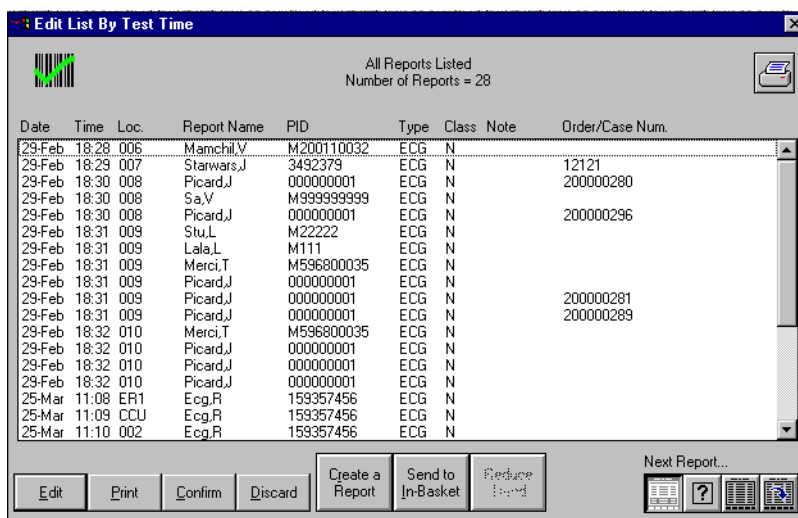 Edit List By Test Time
All Reports Listed
Number of Reports = 28
Date Time Loc. Report Name PID Type Class Note Order/Case Num.
29-Feb 18:28 006 Mamchil,V M200110032 ECG N
29-Feb 18:29 007 Starwars,J 3492379 ECG N 12121
29-Feb 18:30 008 Picard,J 000000001 ECG N 200000280
29-Feb 18:30 008 Sa,V M999999999 ECG N
29-Feb 18:30 008 Picard,J 000000001 ECG N 200000296
29-Feb 18:31 009 Stu,L M22222 ECG N
29-Feb 18:31 009 Lala,L M111 ECG N
29-Feb 18:31 009 Merci,T M596800035 ECG N
29-Feb 18:31 009 Picard,J 000000001 ECG N
29-Feb 18:31 009 Picard,J 000000001 ECG N 200000281
29-Feb 18:31 009 Picard,J 000000001 ECG N 200000289
29-Feb 18:32 010 Merci,T M596800035 ECG N
29-Feb 18:32 010 Picard,J 000000001 ECG N
29-Feb 18:32 010 Picard,J 000000001 ECG N
29-Feb 18:32 010 Picard,J 000000001 ECG N
25-Mar 11:08 ER1 Ecg,R 159357456 ECG N
25-Mar 11:09 CCU Ecg,R 159357456 ECG N
25-Mar 11:10 002 Ecg,R 159357456 ECG N
Next Report...
Edit Print Confirm Discard
Create a Report
Send to In-Basket
Reduce
?